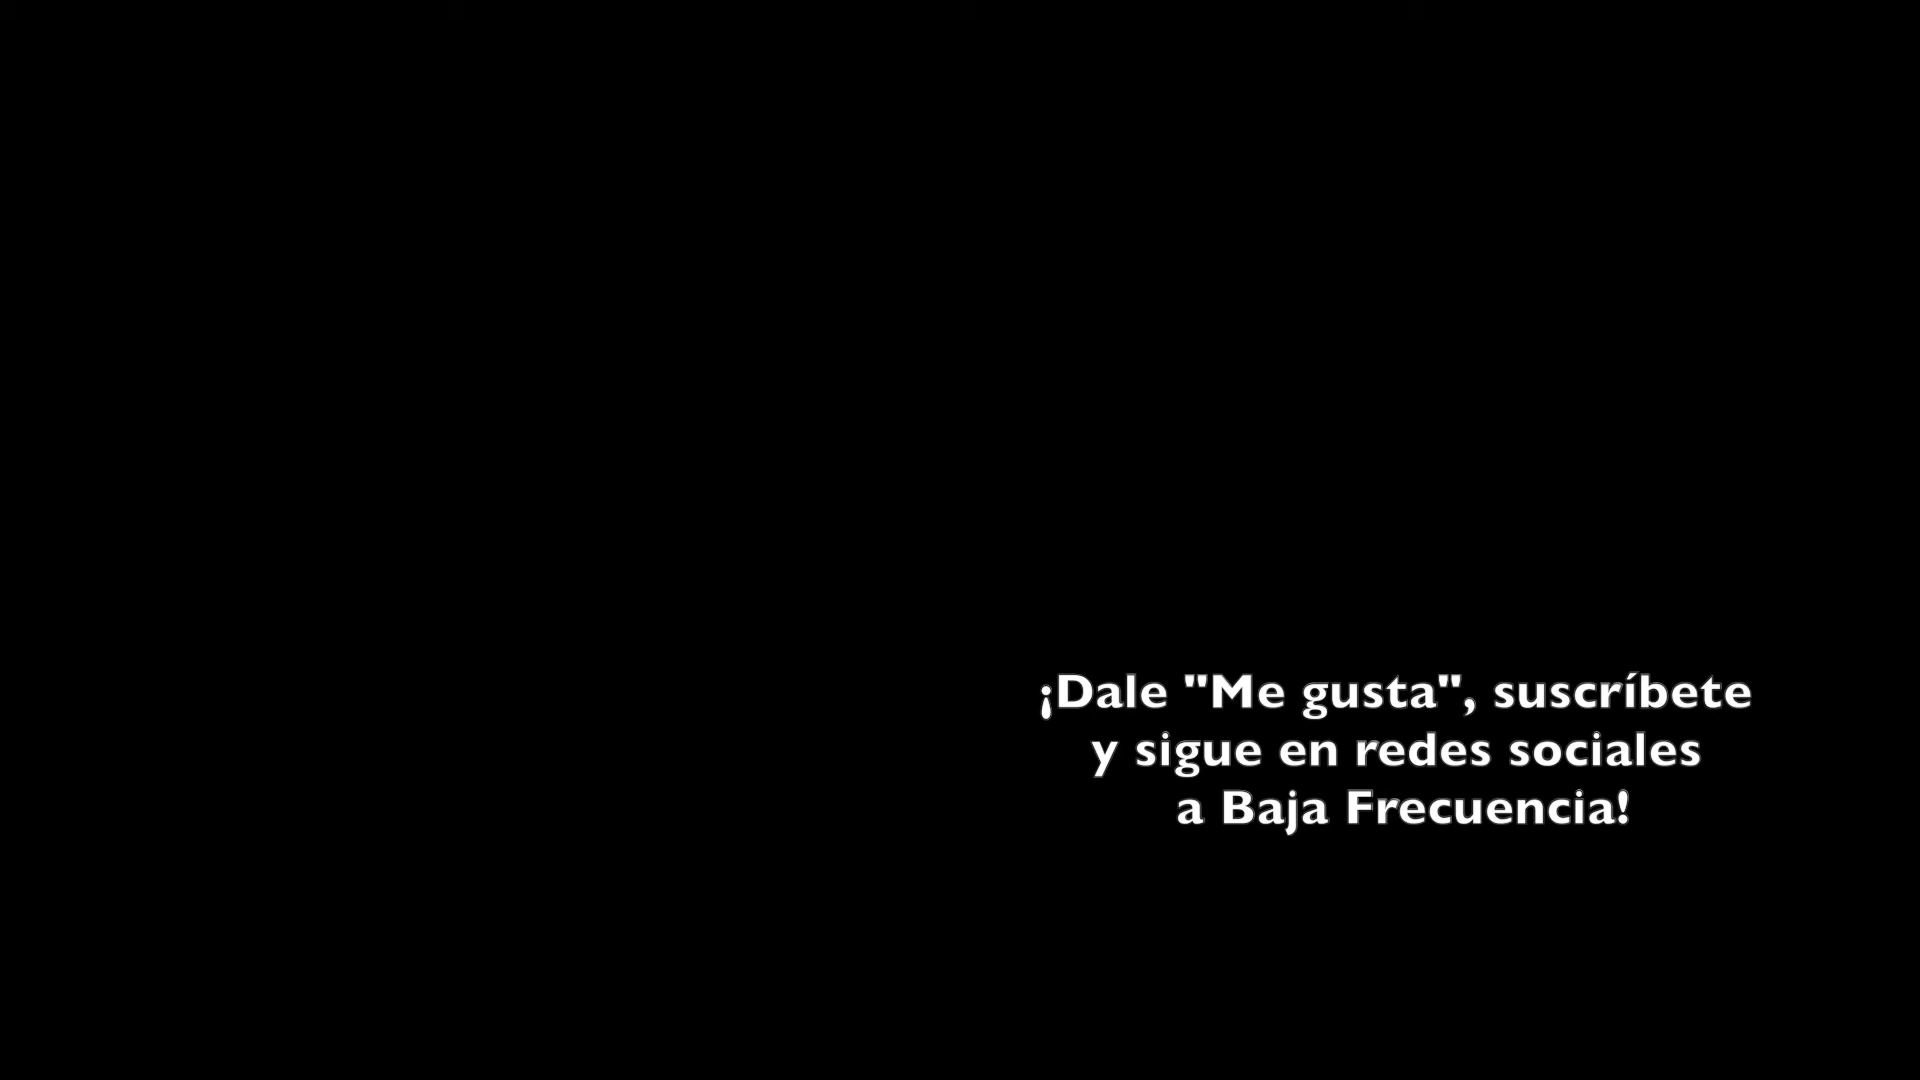 ¡Dale "Me gusta", suscríbete
y sigue en redes sociales
a Baja Frecuencia!